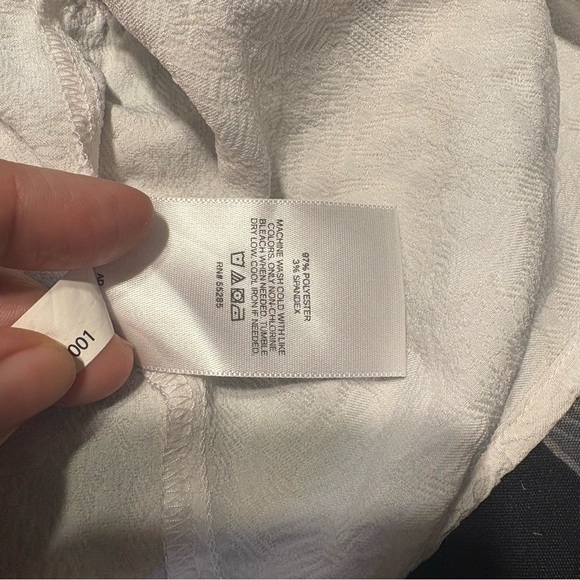 97% POLYESTER
3% SPANDEX
MACHINE WASH COLD WITH LIKE
COLORS. ONLY NON-CHLORINE
BLEACH WHEN NEEDED. TUMBLE
DRY LOW. COOL IRON IF NEEDED.
RN# 55285
AD
001